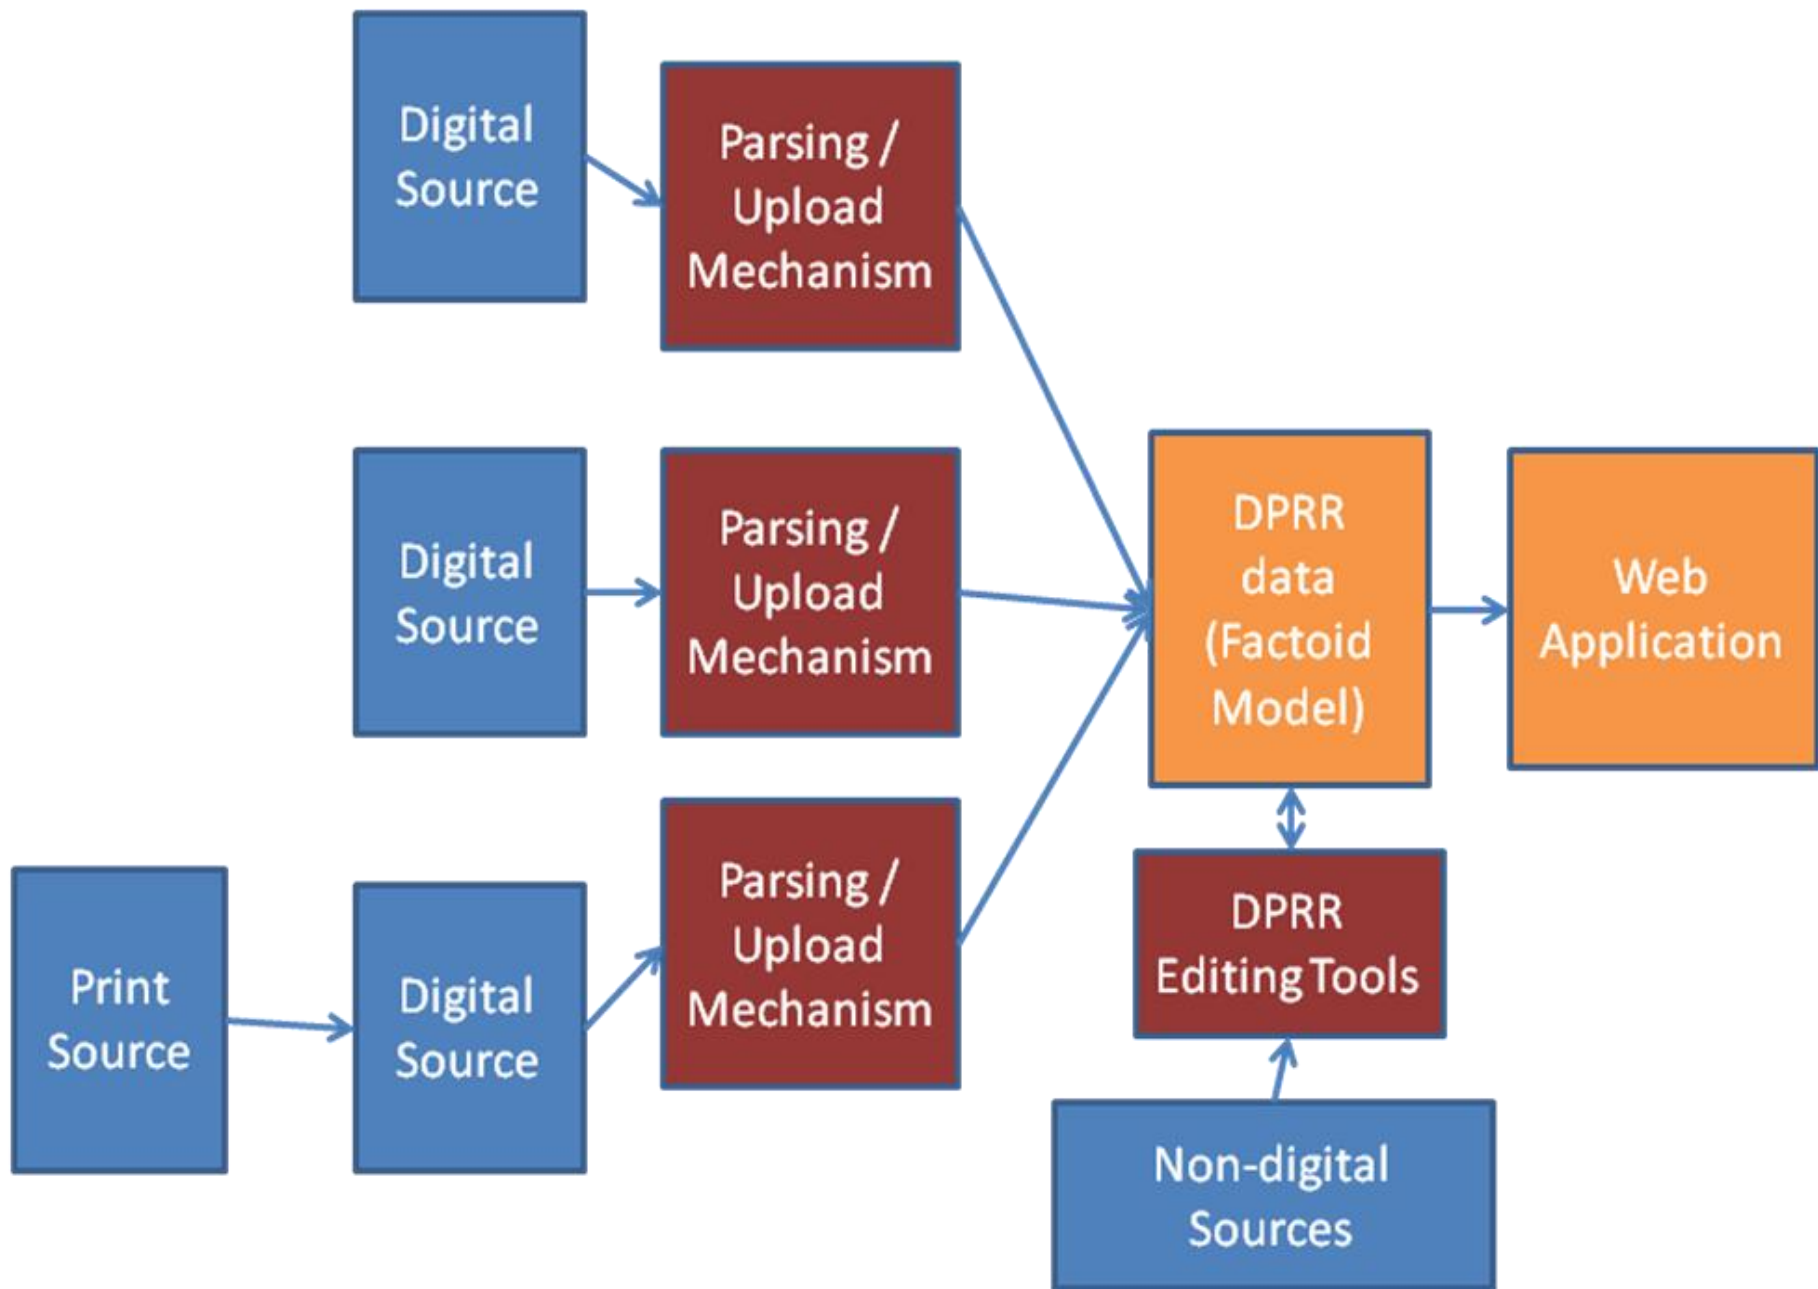 Digital
Source
Parsing /
Upload
Mechanism
Digital
Source
Parsing /
Upload
Mechanism
DPRR
data
(Factoid
Model)
Web
Application
Print
Source
Digital
Source
Parsing /
Upload
Mechanism
DPRR
Editing Tools
Non-digital
Sources